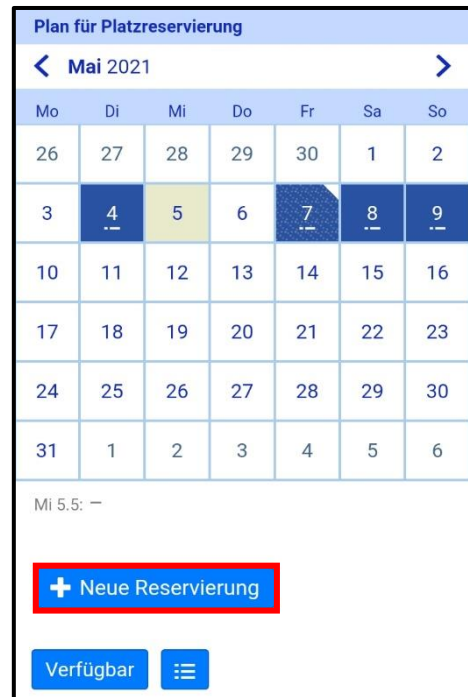 Plan für Platzreservierung
Mai 2021
Mo Di Mi Do Fr Sa So
26 27 28 29 30 1 2
3 4 5 6 7 8 9
10 11 12 13 14 15 16
17 18 19 20 21 22 23
24 25 26 27 28 29 30
31 1 2 3 4 5 6
Mi 5.5: –
Neue Reservierung
Verfügbar